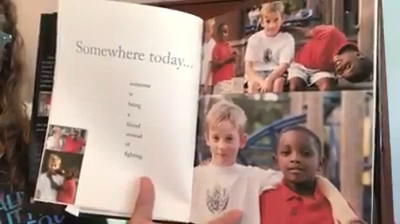 Somewhere today...
someone
is
being
a
friend
instead
of
fighting.